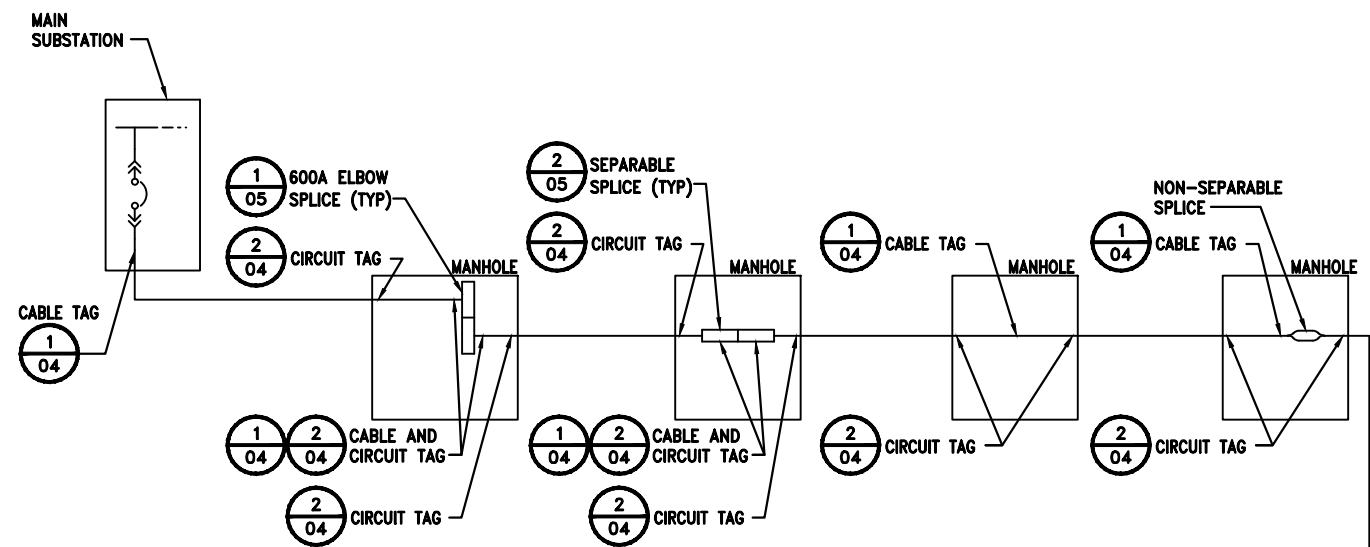 MAIN
SUBSTATION
CABLE TAG
1
04
1
05
600A ELBOW
SPLICE (TYP)
2
04
CIRCUIT TAG
MANHOLE
1
04
2
04
CABLE AND
CIRCUIT TAG
2
04
CIRCUIT TAG
2
05
SEPARABLE
SPLICE (TYP)
2
04
CIRCUIT TAG
MANHOLE
1
04
2
04
CABLE AND
CIRCUIT TAG
2
04
CIRCUIT TAG
1
04
CABLE TAG
MANHOLE
2
04
CIRCUIT TAG
NON-SEPARABLE
SPLICE
1
04
CABLE TAG
MANHOLE
2
04
CIRCUIT TAG